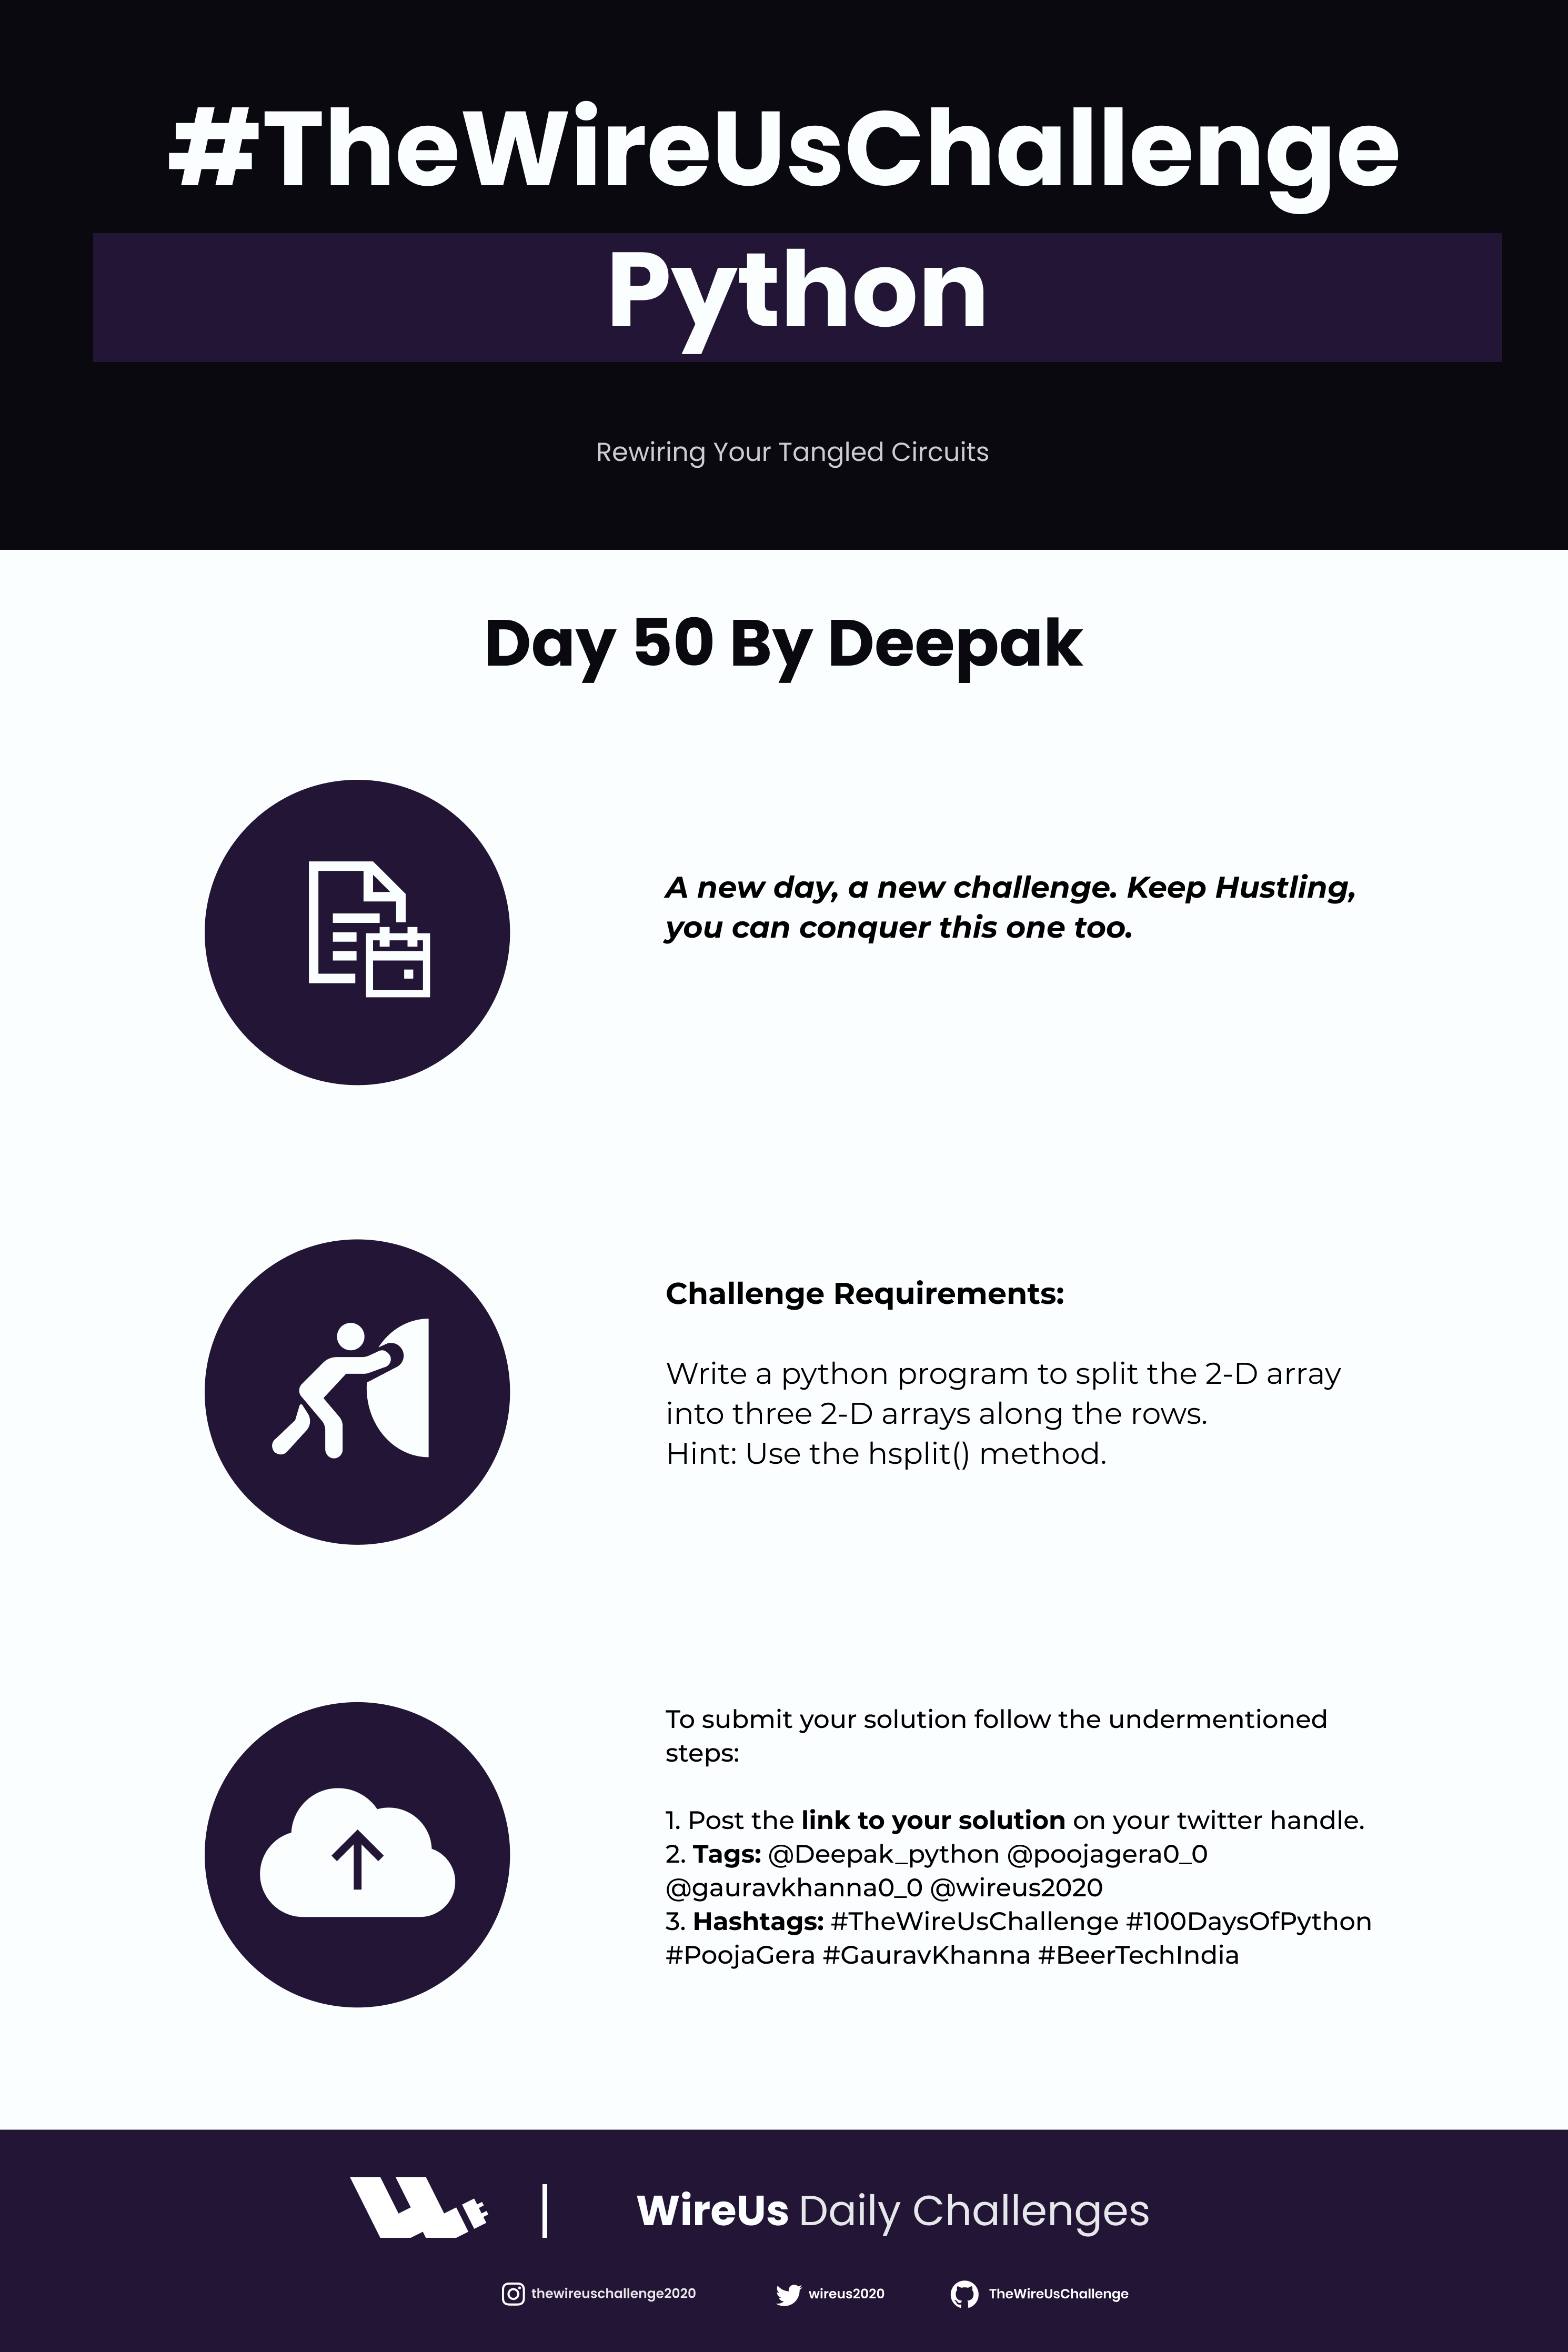 #TheWireUsChallenge
Python
Rewiring Your Tangled Circuits
Day 50 By Deepak
A new day, a new challenge. Keep Hustling,
you can conquer this one too.
Challenge Requirements:
Write a python program to split the 2-D array
into three 2-D arrays along the rows.
Hint: Use the hsplit() method.
To submit your solution follow the undermentioned
steps:
1. Post the link to your solution on your twitter handle.
2. Tags: @Deepak_python @poojagera0_0
@gauravkhanna0_0 @wireus2020
3. Hashtags: #TheWireUsChallenge #100DaysOfPython
#PoojaGera #GauravKhanna #BeerTechIndia
WireUs Daily Challenges
thewireuschallenge2020 wireus2020 TheWireUsChallenge